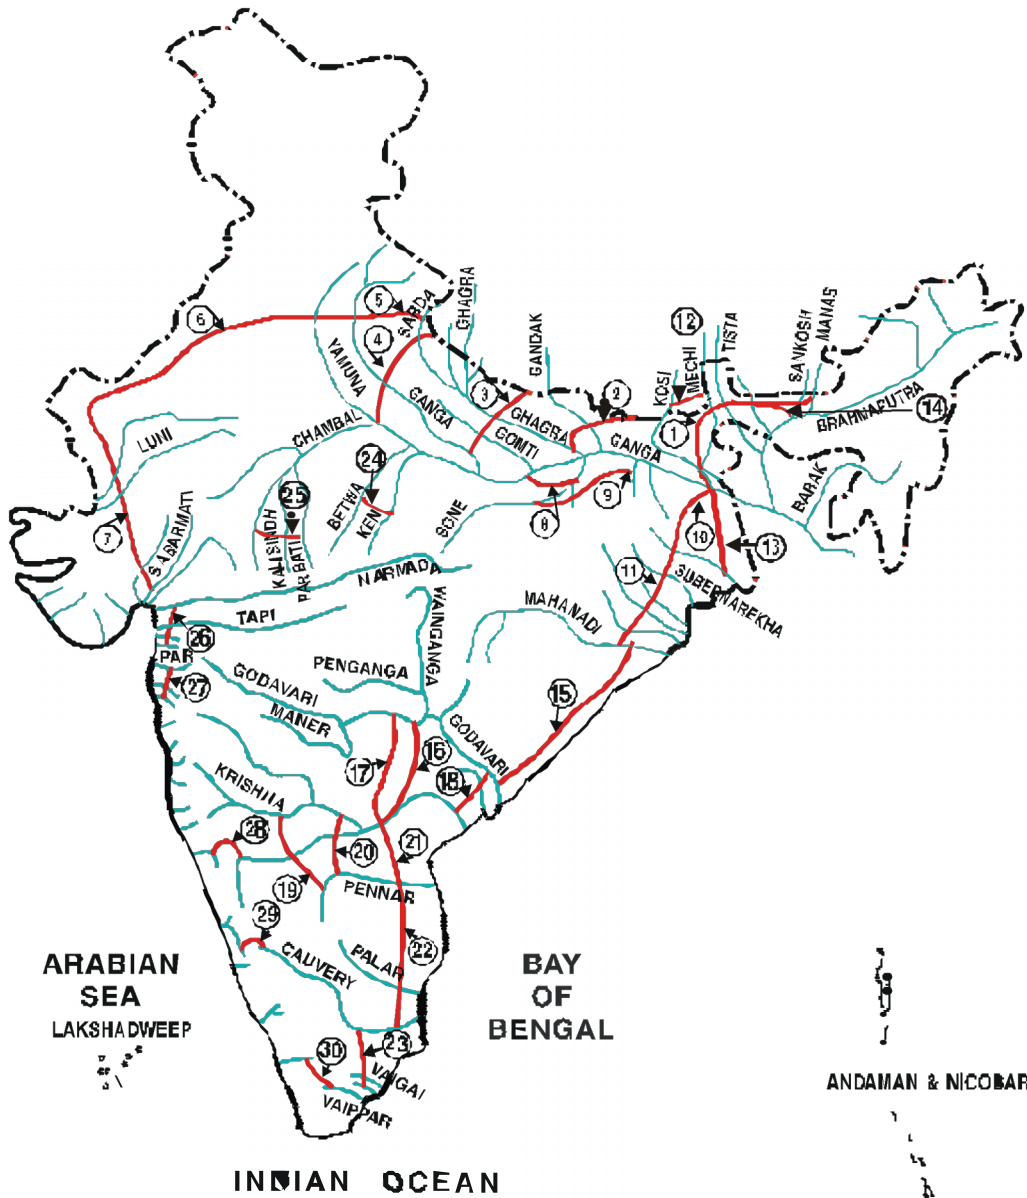 GHAGRA
SARDA
5
6
4
YAMUNA
GANDAK
12
TISTA
SANKOSH
MANAS
MECHI
KOSI
3
2
GANGA
GHAGRA
GOMTI
GANGA
1
14
BRAHMAPUTRA
LUNI
CHAMBAL
24
25
BETWA
KEN
SONE
8
9
10
13
BARAK
7
SABARMATI
KALISINDH
PARBATI
NARMADA
11
SUBERNAREKHA
TAPI
WAINGANGA
MAHANADI
26
PAR
27
PENGANGA
GODAVARI
MANER
15
GODAVARI
17
16
18
KRISHNA
28
20
21
19
PENNAR
29
22
CAUVERY
PALAR
ARABIAN
SEA
LAKSHADWEEP
BAY
OF
BENGAL
30
23
VAIGAI
VAIPPAR
ANDAMAN & NICOBAR
INDIAN OCEAN